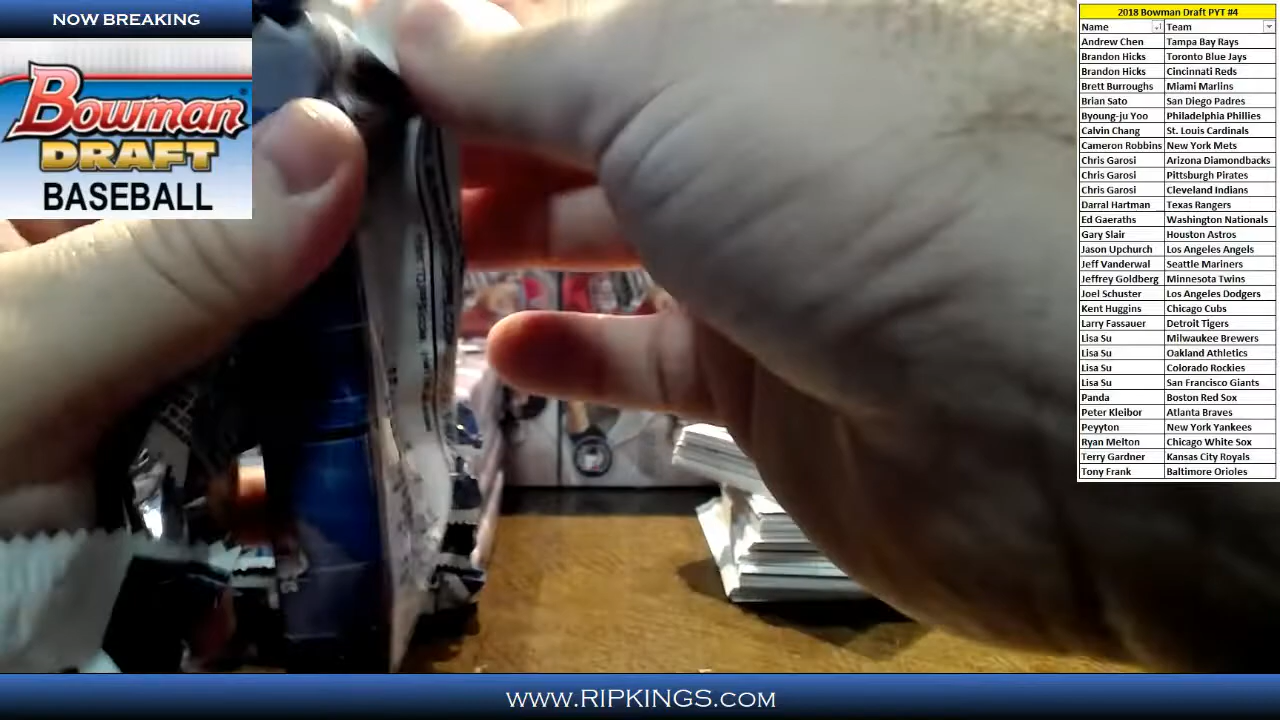 NOW BREAKING
Bowman
DRAFT
BASEBALL
2018 Bowman Draft PYT #4
Name Team
Andrew Chen Tampa Bay Rays
Brandon Hicks Toronto Blue Jays
Brandon Hicks Cincinnati Reds
Brett Burroughs Miami Marlins
Brian Sato San Diego Padres
Byoung-ju Yoo Philadelphia Phillies
Calvin Chang St. Louis Cardinals
Cameron Robbins New York Mets
Chris Garosi Arizona Diamondbacks
Chris Garosi Pittsburgh Pirates
Chris Garosi Cleveland Indians
Darral Hartman Texas Rangers
Ed Gaeraths Washington Nationals
Gary Slair Houston Astros
Jason Upchurch Los Angeles Angels
Jeff Vanderwal Seattle Mariners
Jeffrey Goldberg Minnesota Twins
Joel Schuster Los Angeles Dodgers
Kent Huggins Chicago Cubs
Larry Fassauer Detroit Tigers
Lisa Su Milwaukee Brewers
Lisa Su Oakland Athletics
Lisa Su Colorado Rockies
Lisa Su San Francisco Giants
Panda Boston Red Sox
Peter Kleibor Atlanta Braves
Peyyton New York Yankees
Ryan Melton Chicago White Sox
Terry Gardner Kansas City Royals
Tony Frank Baltimore Orioles
WWW.RIPKINGS.COM